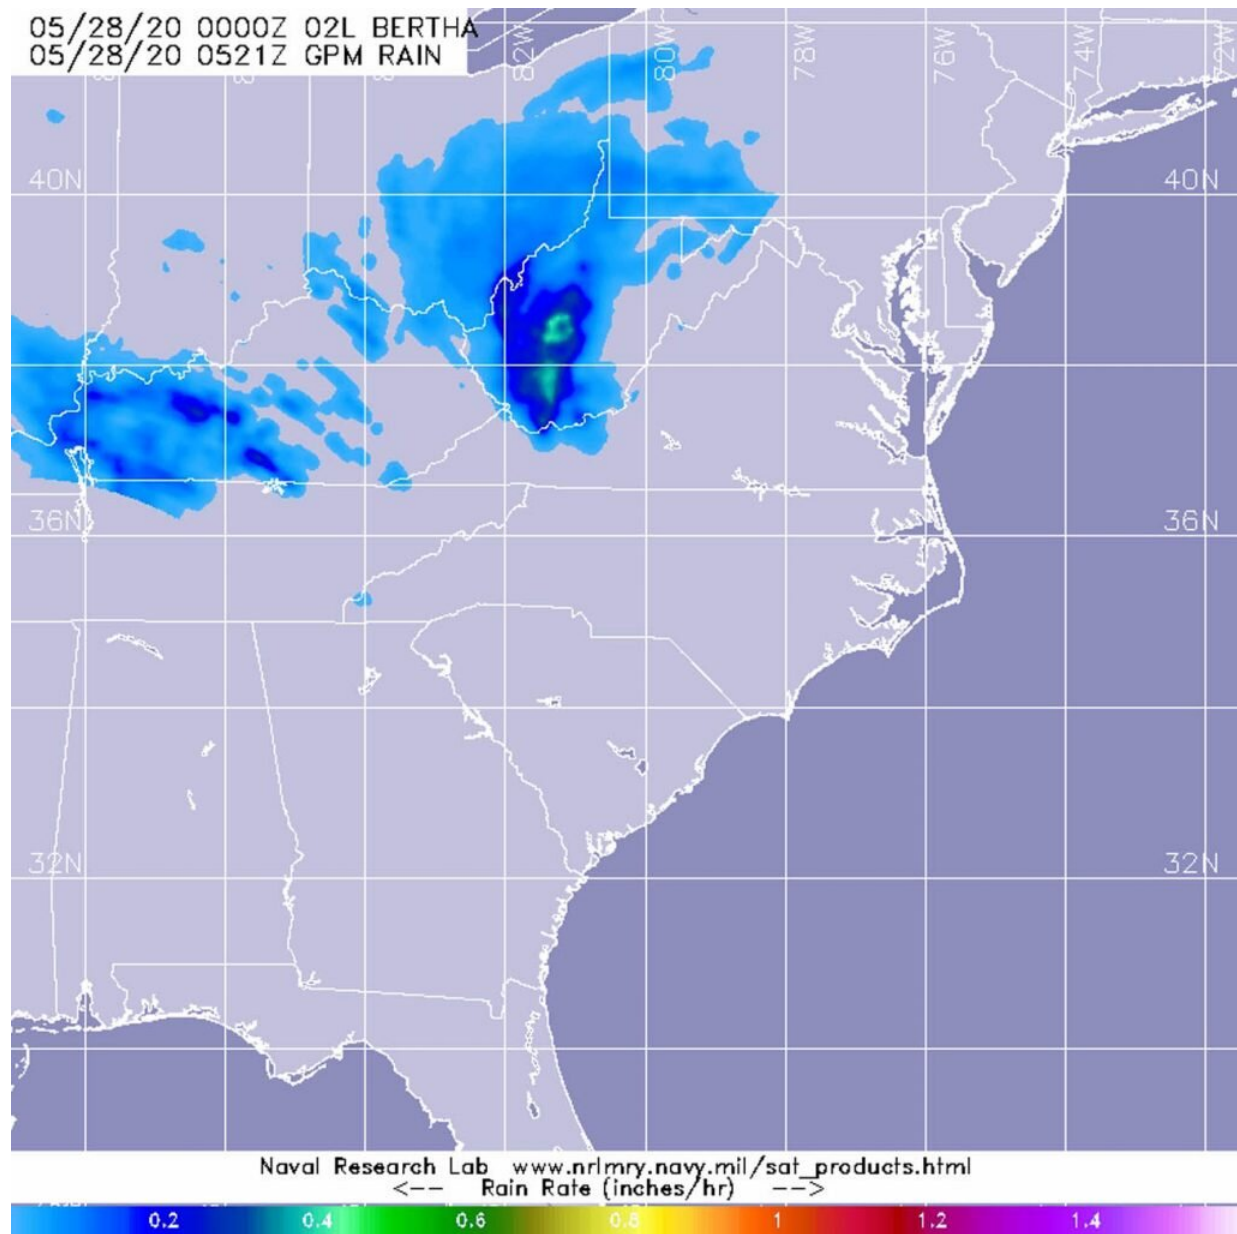 05/28/20 0000Z 02L BERTHA
05/28/20 0521Z GPM RAIN
82W
80W
78W
76W
74W
72W
40N
40N
36N
36N
32N
32N
Naval Research Lab www.nrlmry.navy.mil/sat_products.html
<-- Rain Rate (inches/hr) -->
0.2 0.4 0.6 0.8 1 1.2 1.4